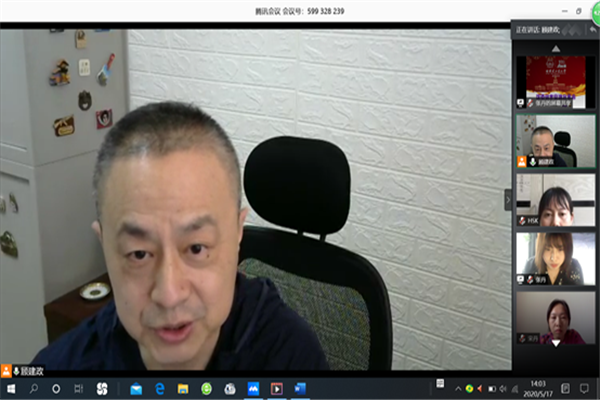 腾讯会议 会议号：599 328 239
正在讲话: 顾建政;
张丹的屏幕共享
顾建政
HSK
张丹
顾建政
14:03
2020/5/17